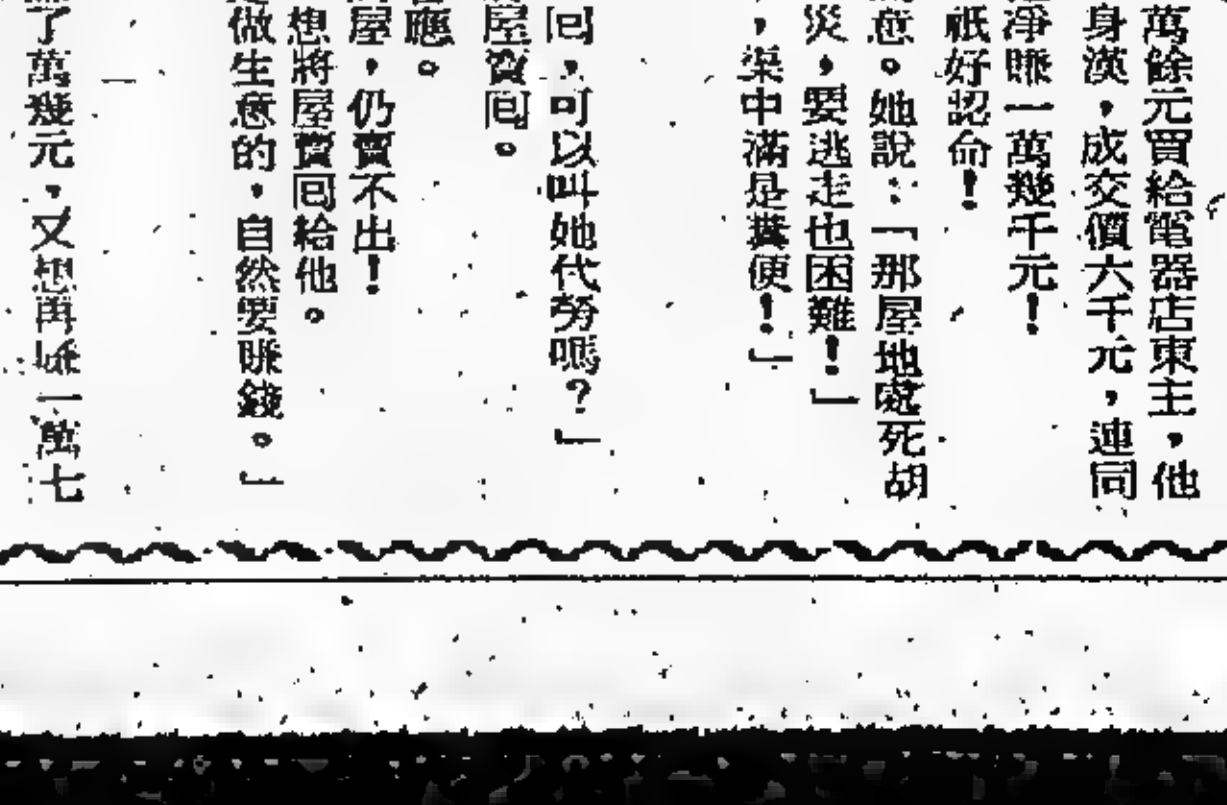 萬餘元買給電器店東主，他
身漢，成交價六千元，連同
淨賺一萬幾千元！
祇好認命！
意。她說：「那屋地處死胡
災，要逃走也困難！」
，渠中滿是糞便！」
回，可以叫她代勞嗎？」
屋賣回。
應。
屋，仍賣不出！
想將屋賣回給他。
做生意的，自然要賺錢。」
了萬幾元，又想再賺一萬七